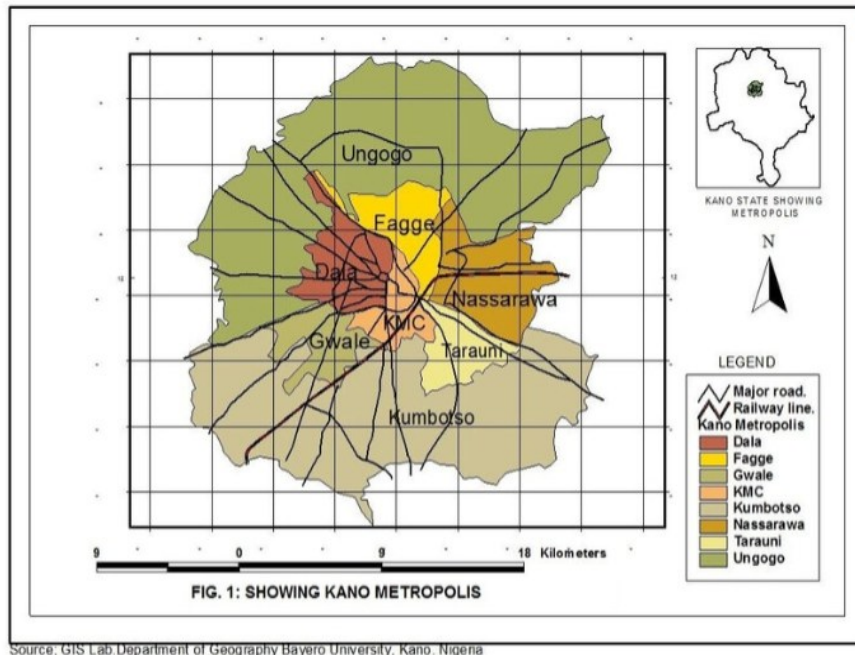 Ungogo
Fagge
Dala
Nassarawa
KMC
Gwale
Tarauni
Kumbotso
KANO STATE SHOWING
METROPOLIS
N
LEGEND
Major road.
Railway line.
Kano Metropolis
Dala
Fagge
Gwale
KMC
Kumbotso
Nassarawa
Tarauni
Ungogo
9 0 9 18 Kilometers
FIG. 1: SHOWING KANO METROPOLIS
Source: GIS Lab.Department of Geography Bayero University, Kano, Nigeria